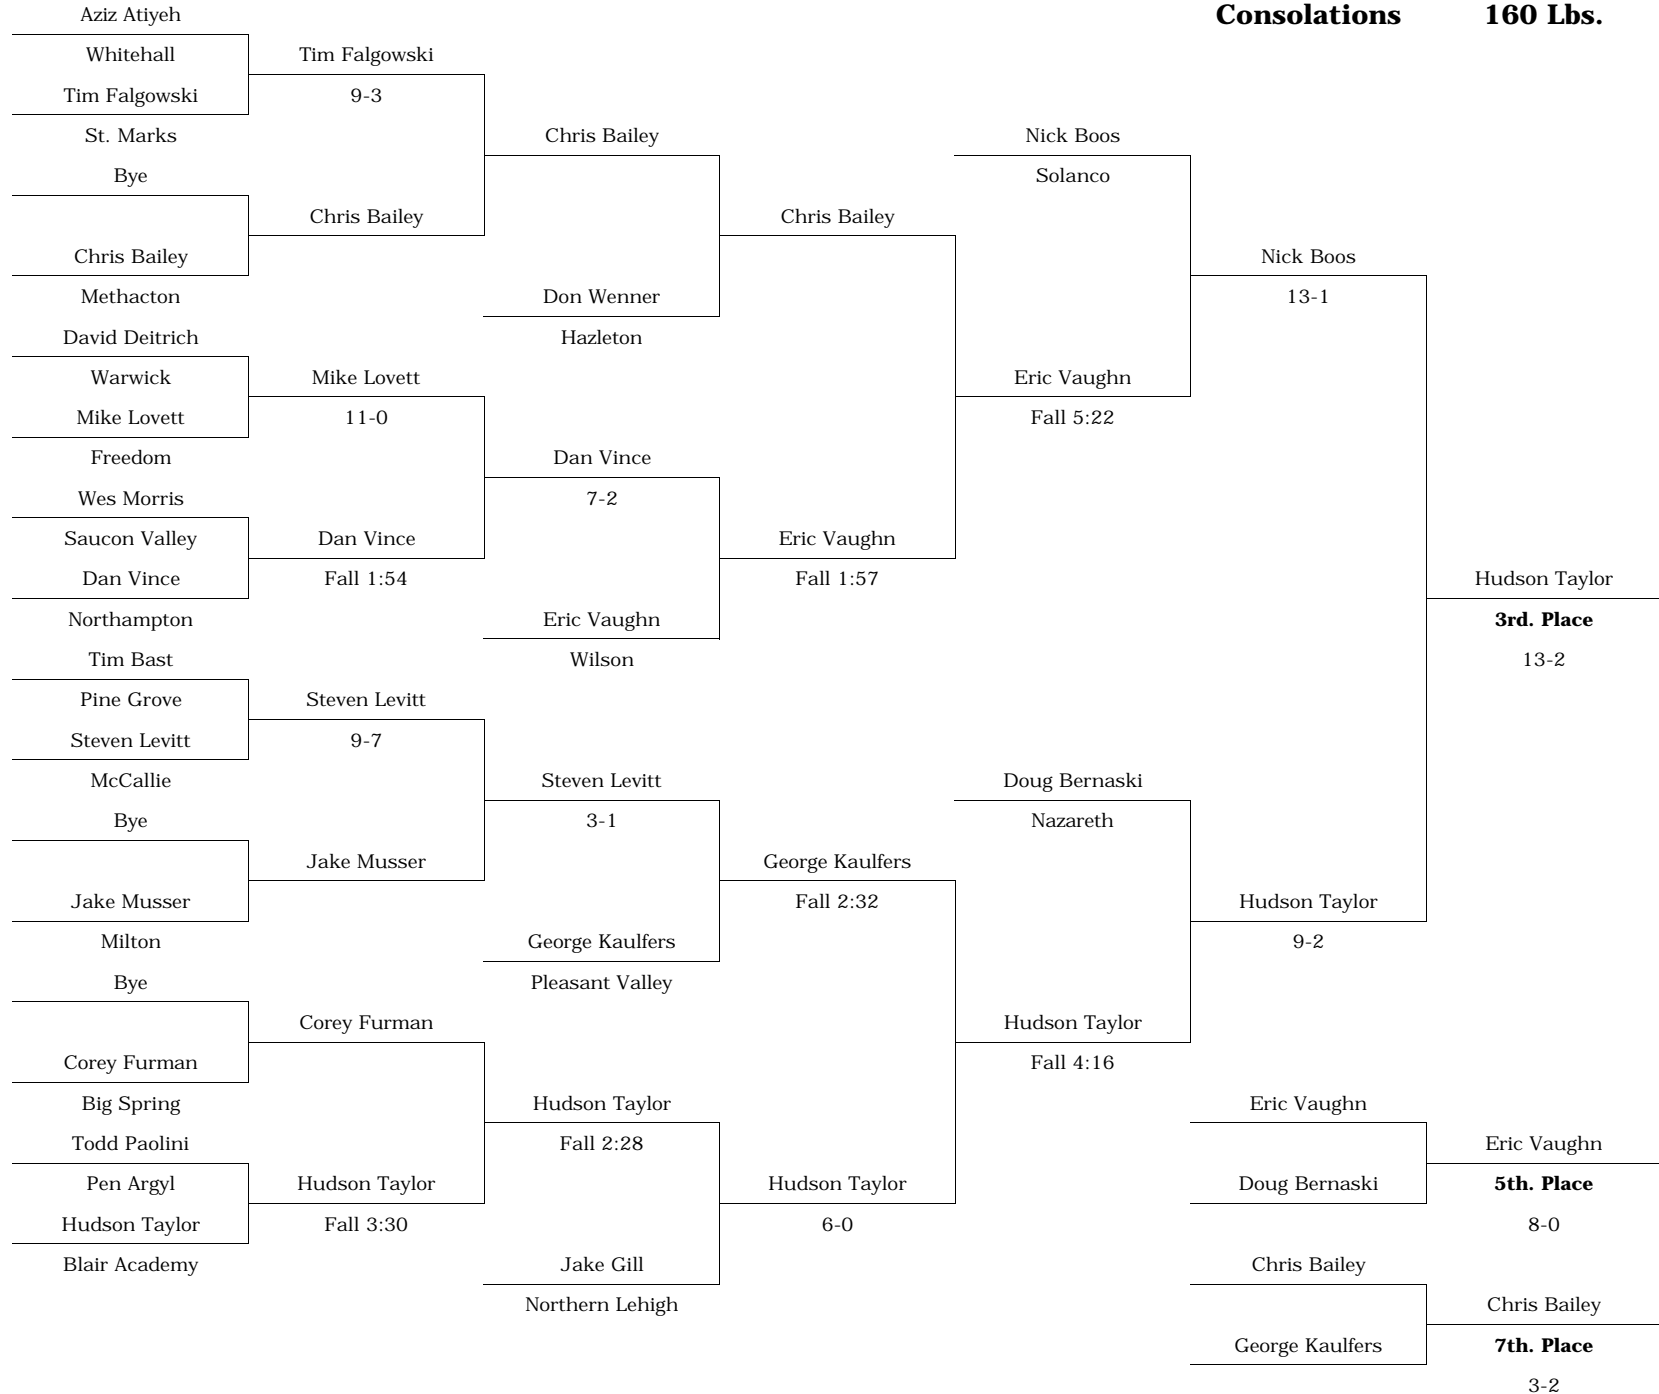 Consolations 160 Lbs.
Aziz Atiyeh
Whitehall
Tim Falgowski
St. Marks
Bye
Chris Bailey
Methacton
David Deitrich
Warwick
Mike Lovett
Freedom
Wes Morris
Saucon Valley
Dan Vince
Northampton
Tim Bast
Pine Grove
Steven Levitt
McCallie
Bye
Jake Musser
Milton
Bye
Corey Furman
Big Spring
Todd Paolini
Pen Argyl
Hudson Taylor
Blair Academy
Tim Falgowski
9-3
Chris Bailey
Mike Lovett
11-0
Dan Vince
Fall 1:54
Steven Levitt
9-7
Jake Musser
Corey Furman
Hudson Taylor
Fall 3:30
Chris Bailey
Don Wenner
Hazleton
Dan Vince
7-2
Eric Vaughn
Wilson
Steven Levitt
3-1
George Kaulfers
Pleasant Valley
Hudson Taylor
Fall 2:28
Jake Gill
Northern Lehigh
Chris Bailey
Eric Vaughn
Fall 1:57
George Kaulfers
Fall 2:32
Hudson Taylor
6-0
Nick Boos
Solanco
Eric Vaughn
Fall 5:22
Doug Bernaski
Nazareth
Hudson Taylor
Fall 4:16
Nick Boos
13-1
Hudson Taylor
9-2
Hudson Taylor
3rd. Place
13-2
Eric Vaughn
Doug Bernaski
Eric Vaughn
5th. Place
8-0
Chris Bailey
George Kaulfers
Chris Bailey
7th. Place
3-2